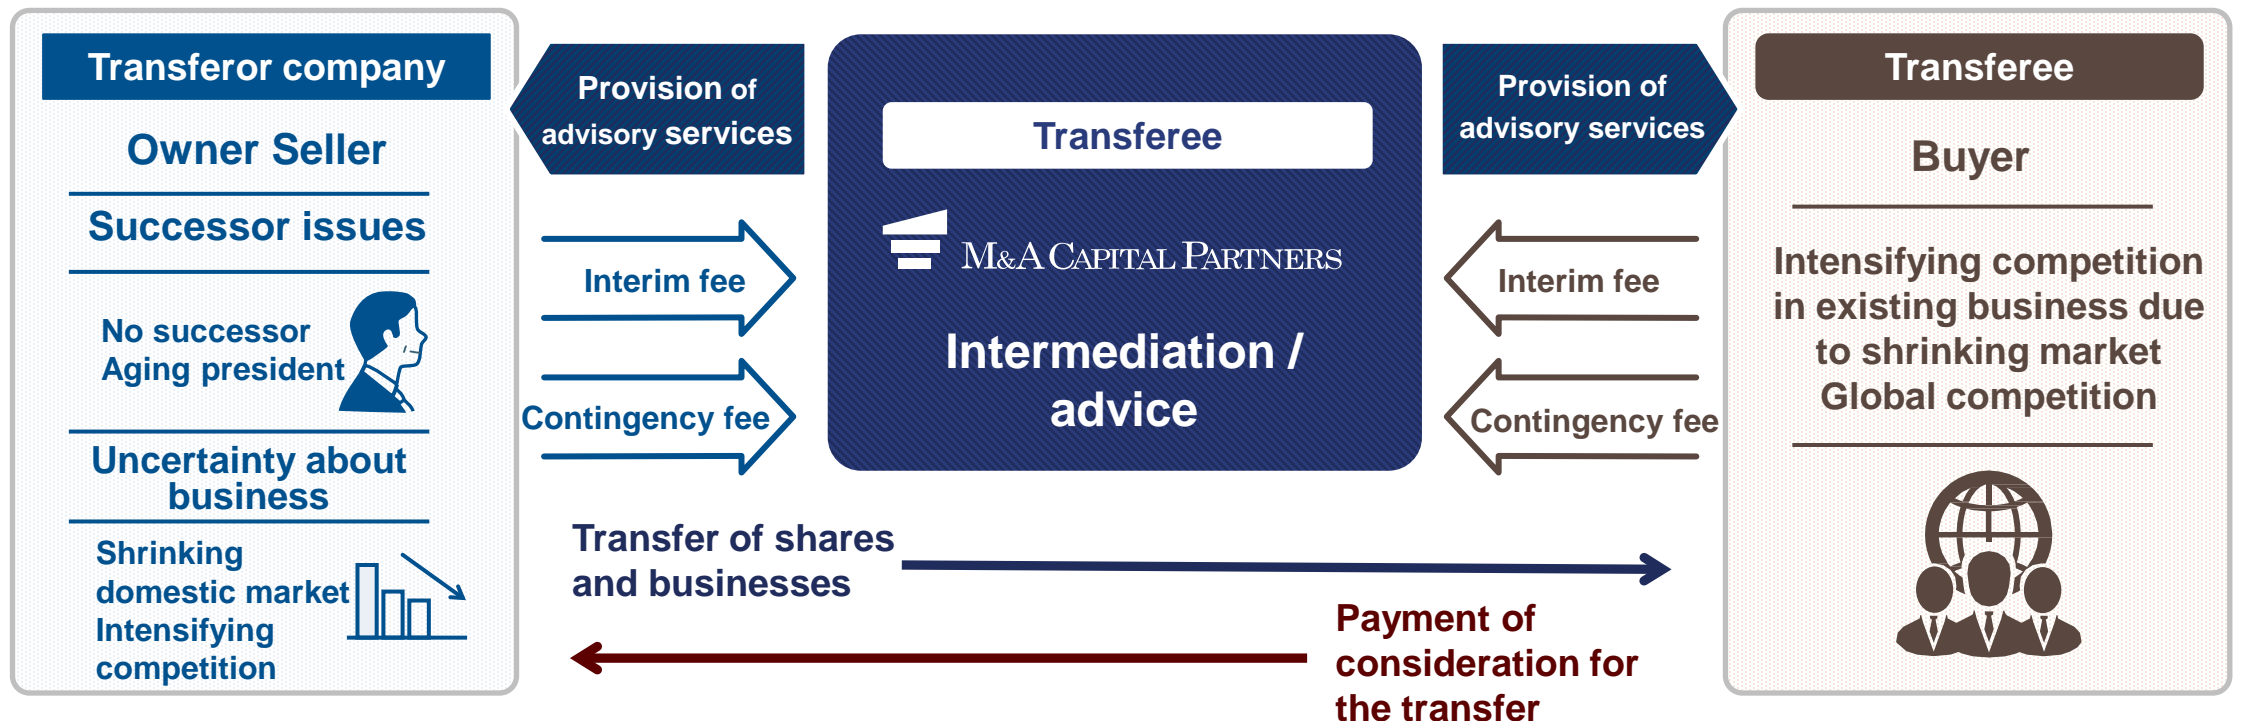 Transferor company
Owner Seller
Successor issues
No successor
Aging president
Uncertainty about
business
Shrinking
domestic market
Intensifying
competition
Provision of
advisory services
Interim fee
Contingency fee
Transferee
M&A CAPITAL PARTNERS
Intermediation /
advice
Provision of
advisory services
Interim fee
Contingency fee
Transfer of shares
and businesses
Payment of
consideration for
the transfer
Transferee
Buyer
Intensifying competition
in existing business due
to shrinking market
Global competition